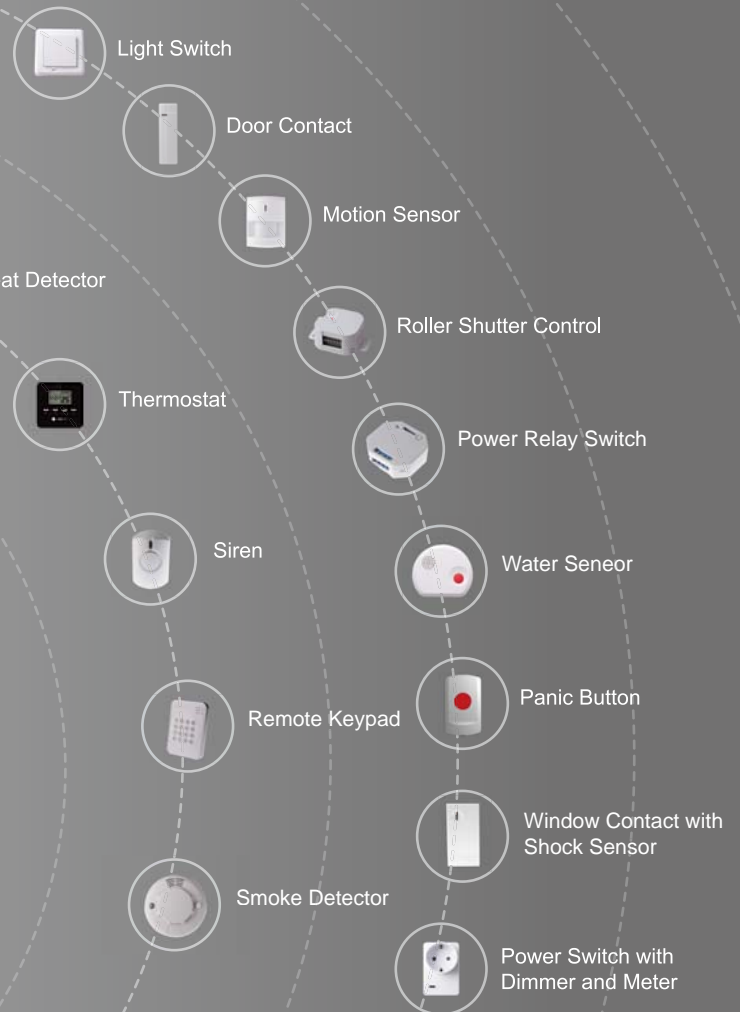 Light Switch
Door Contact
Motion Sensor
at Detector
Roller Shutter Control
Thermostat
Power Relay Switch
Siren
Water Seneor
Panic Button
Remote Keypad
Window Contact with
Shock Sensor
Smoke Detector
Power Switch with
Dimmer and Meter